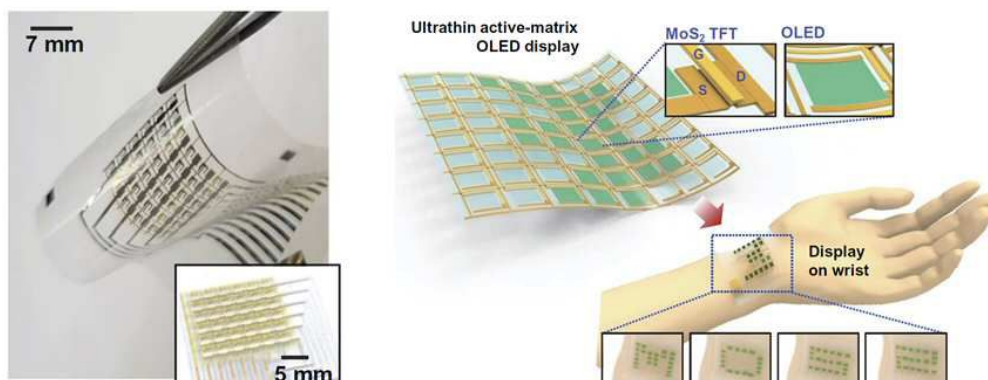 7 mm
5 mm
Ultrathin active-matrix
OLED display
MoS₂ TFT
G
D
S
OLED
Display
on wrist